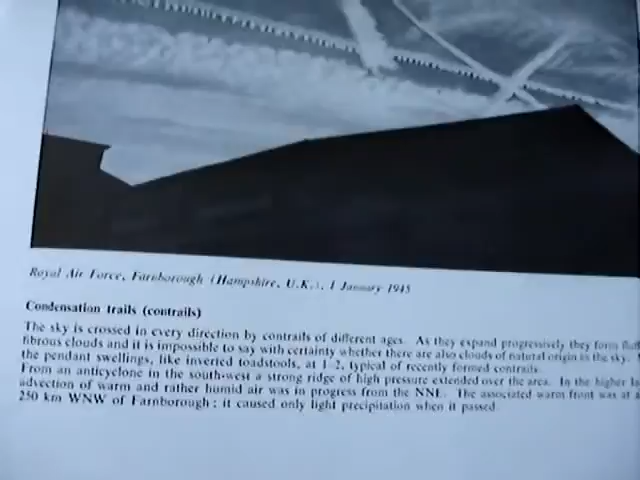 Royal Air Force, Farnborough (Hampshire, U.K.), 1 January 1945
Condensation trails (contrails)
The sky is crossed in every direction by contrails of different ages. As they expand progressively they form
fibrous clouds and it is impossible to say with certainty whether there are also clouds of natural origin in the sky.
the pendant swellings, like inverted toadstools, at 1-2, typical of recently formed contrails.
From an anticyclone in the south-west a strong ridge of high pressure extended over the area. In the higher
advection of warm and rather humid air was in progress from the NNE. The associated warm front was at
250 km WNW of Farnborough; it caused only light precipitation when it passed.